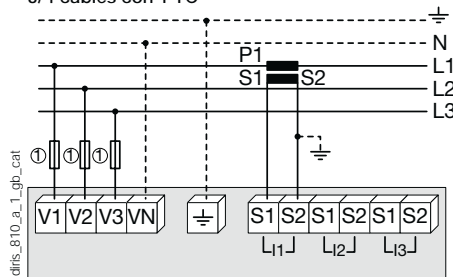 3/4 cables con 1 TC
N
P1
L1
S1 S2
L2
L3
① ① ①
diris_810_a_1_gb_cat
V1 V2 V3 VN S1 S2 S1 S2 S1 S2
I1 I2 I3